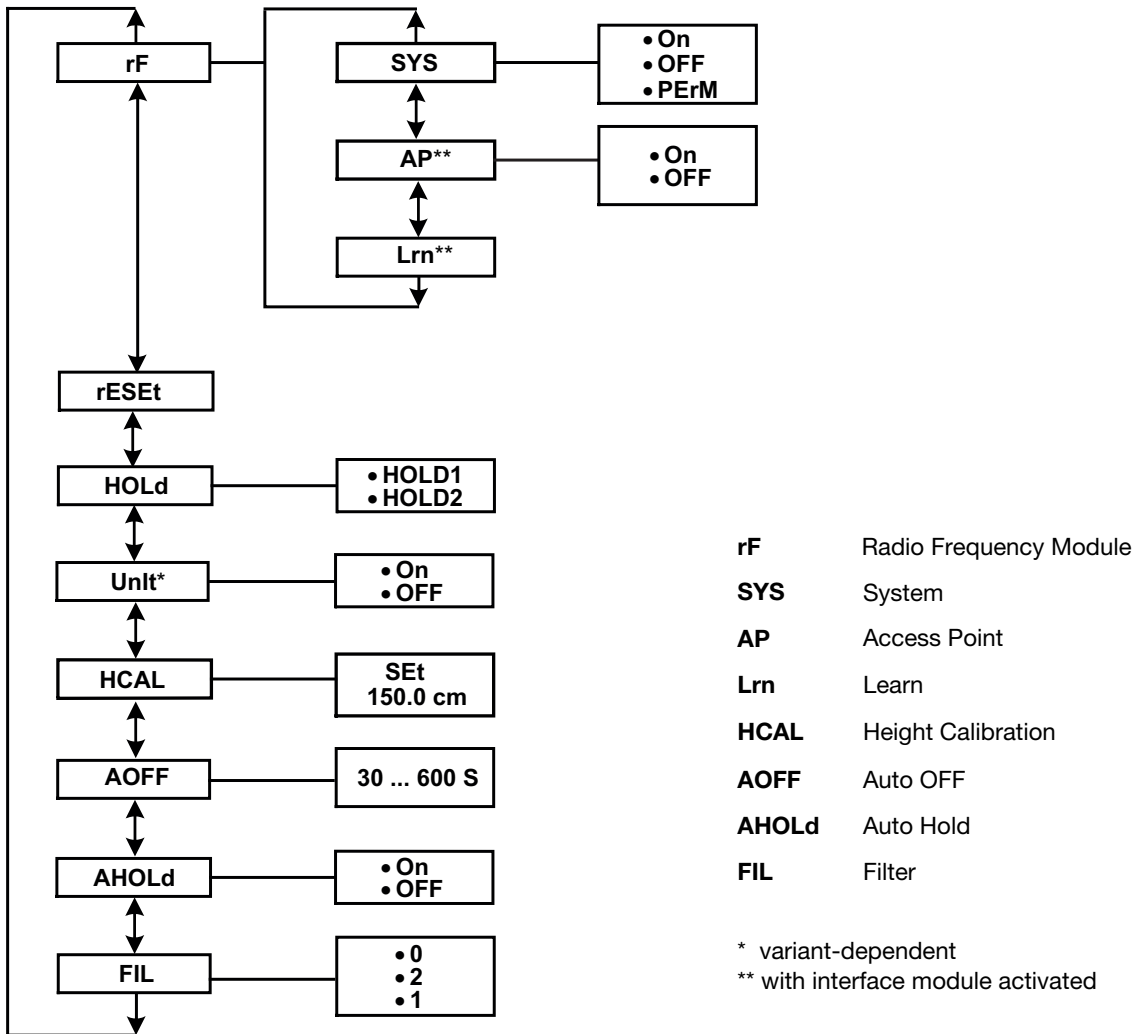 rF
SYS
• On
• OFF
• PErM
AP**
• On
• OFF
Lrn**
rESEt
HOLd
• HOLD1
• HOLD2
UnIt*
• On
• OFF
HCAL
SEt
150.0 cm
AOFF
30 ... 600 S
AHOLd
• On
• OFF
FIL
• 0
• 2
• 1
rF Radio Frequency Module
SYS System
AP Access Point
Lrn Learn
HCAL Height Calibration
AOFF Auto OFF
AHOLd Auto Hold
FIL Filter
* variant-dependent
** with interface module activated